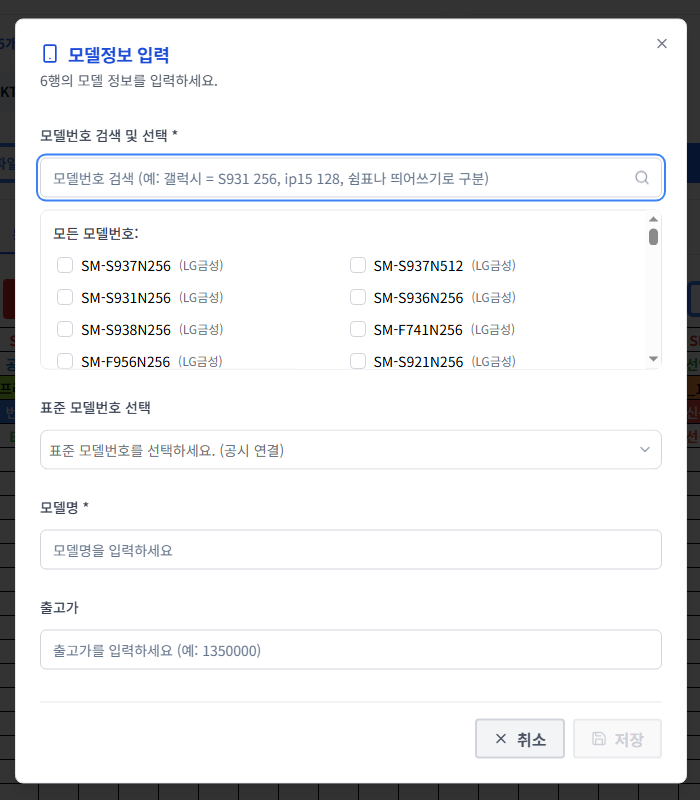 모델정보 입력
6행의 모델 정보를 입력하세요.
모델번호 검색 및 선택 *
모델번호 검색 (예: 갤럭시 = S931 256, ip15 128, 쉼표나 띄어쓰기로 구분)
모든 모델번호:
SM-S937N256 (LG금성) SM-S937N512 (LG금성)
SM-S931N256 (LG금성) SM-S936N256 (LG금성)
SM-S938N256 (LG금성) SM-F741N256 (LG금성)
SM-F956N256 (LG금성) SM-S921N256 (LG금성)
표준 모델번호 선택
표준 모델번호를 선택하세요. (공시 연결)
모델명 *
모델명을 입력하세요
출고가
출고가를 입력하세요 (예: 1350000)
취소 저장